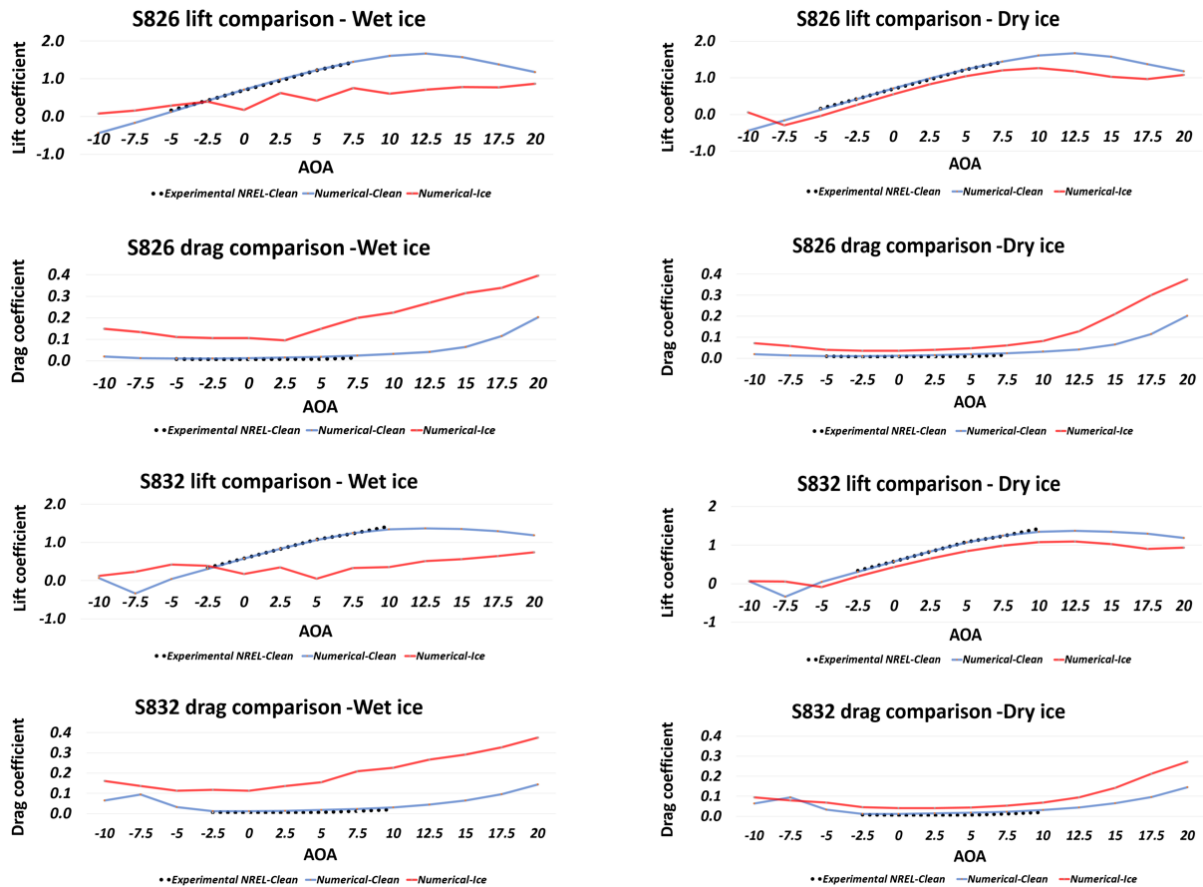 S826 lift comparison - Wet ice
2.0
1.0
0.0
-1.0
Lift coefficient
-10 -7.5 -5 -2.5 0 2.5 5 7.5 10 12.5 15 17.5 20
AOA
Experimental NREL-Clean Numerical-Clean Numerical-Ice
S826 lift comparison - Dry ice
2.0
1.0
0.0
-1.0
Lift coefficient
-10 -7.5 -5 -2.5 0 2.5 5 7.5 10 12.5 15 17.5 20
AOA
Experimental NREL-Clean Numerical-Clean Numerical-Ice
S826 drag comparison -Wet ice
0.4
0.3
0.2
0.1
0.0
Drag coefficient
-10 -7.5 -5 -2.5 0 2.5 5 7.5 10 12.5 15 17.5 20
AOA
Experimental NREL-Clean Numerical-Clean Numerical-Ice
S826 drag comparison -Dry ice
0.4
0.3
0.2
0.1
0.0
Drag coefficient
-10 -7.5 -5 -2.5 0 2.5 5 7.5 10 12.5 15 17.5 20
AOA
Experimental NREL-Clean Numerical-Clean Numerical-Ice
S832 lift comparison - Wet ice
2.0
1.0
0.0
-1.0
Lift coefficient
-10 -7.5 -5 -2.5 0 2.5 5 7.5 10 12.5 15 17.5 20
AOA
Experimental NREL-Clean Numerical-Clean Numerical-Ice
S832 lift comparison - Dry ice
2
1
0
-1
Lift coefficient
-10 -7.5 -5 -2.5 0 2.5 5 7.5 10 12.5 15 17.5 20
AOA
Experimental NREL-Clean Numerical-Clean Numerical-Ice
S832 drag comparison -Wet ice
0.4
0.3
0.2
0.1
0.0
Drag coefficient
-10 -7.5 -5 -2.5 0 2.5 5 7.5 10 12.5 15 17.5 20
AOA
Experimental NREL-Clean Numerical-Clean Numerical-Ice
S832 drag comparison -Dry ice
0.4
0.3
0.2
0.1
0.0
Drag coefficient
-10 -7.5 -5 -2.5 0 2.5 5 7.5 10 12.5 15 17.5 20
AOA
Experimental NREL-Clean Numerical-Clean Numerical-Ice